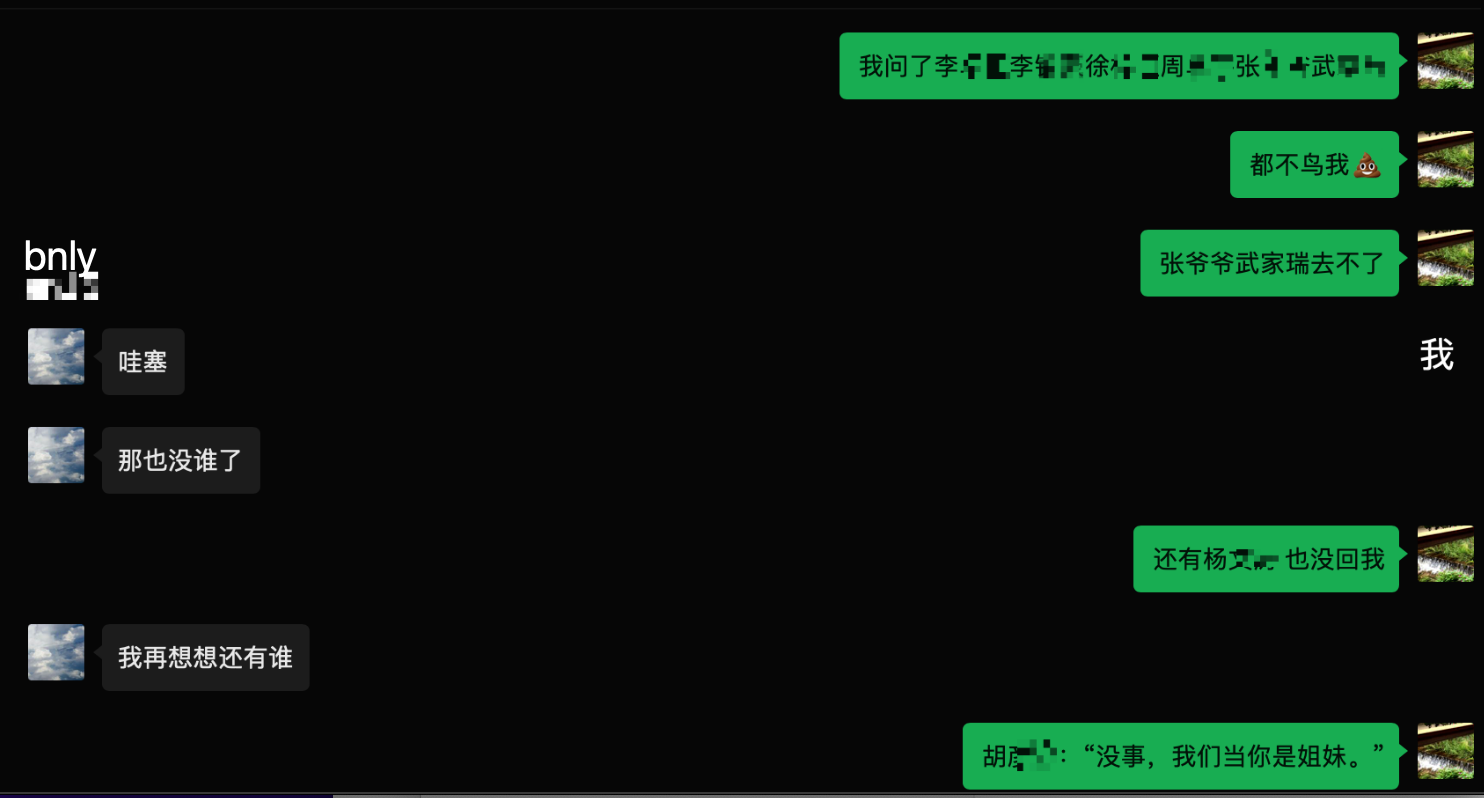 我问了李 李 徐 周 张 武
都不鸟我💩
bnly
张爷爷武家瑞去不了
哇塞
我
那也没谁了
还有杨 也没回我
我再想想还有谁
胡 ：“没事，我们当你是姐妹。”